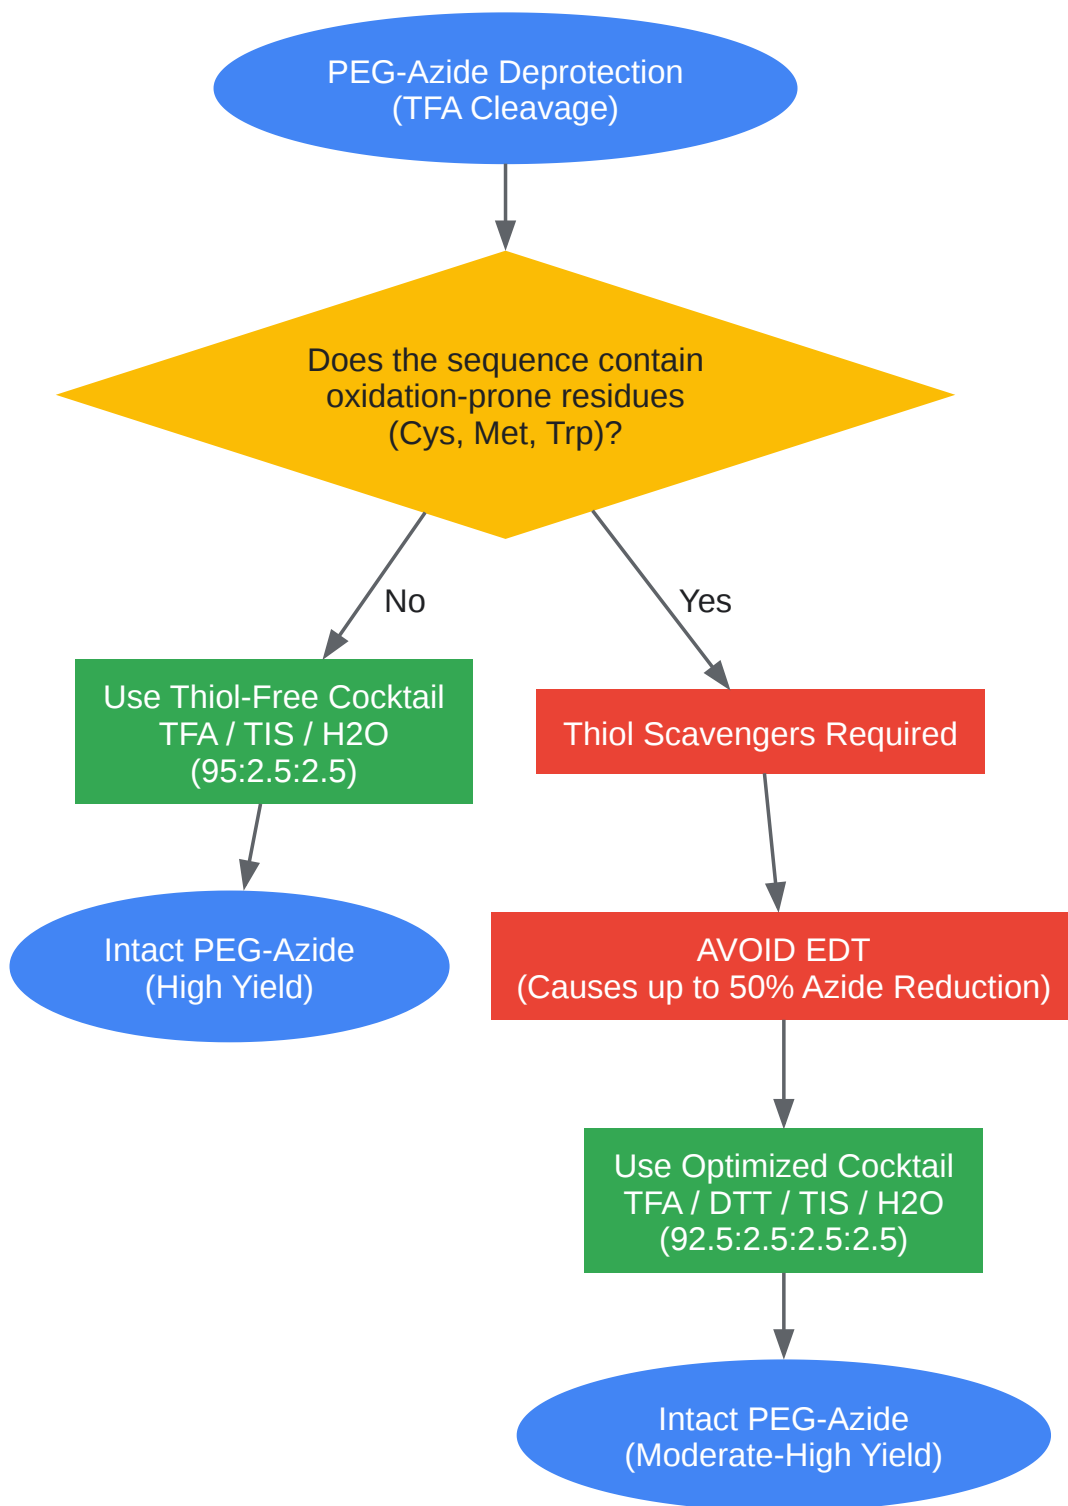 PEG-Azide Deprotection
(TFA Cleavage)
Does the sequence contain
oxidation-prone residues
(Cys, Met, Trp)?
No
Yes
Use Thiol-Free Cocktail
TFA / TIS / H2O
(95:2.5:2.5)
Thiol Scavengers Required
Intact PEG-Azide
(High Yield)
AVOID EDT
(Causes up to 50% Azide Reduction)
Use Optimized Cocktail
TFA / DTT / TIS / H2O
(92.5:2.5:2.5:2.5)
Intact PEG-Azide
(Moderate-High Yield)